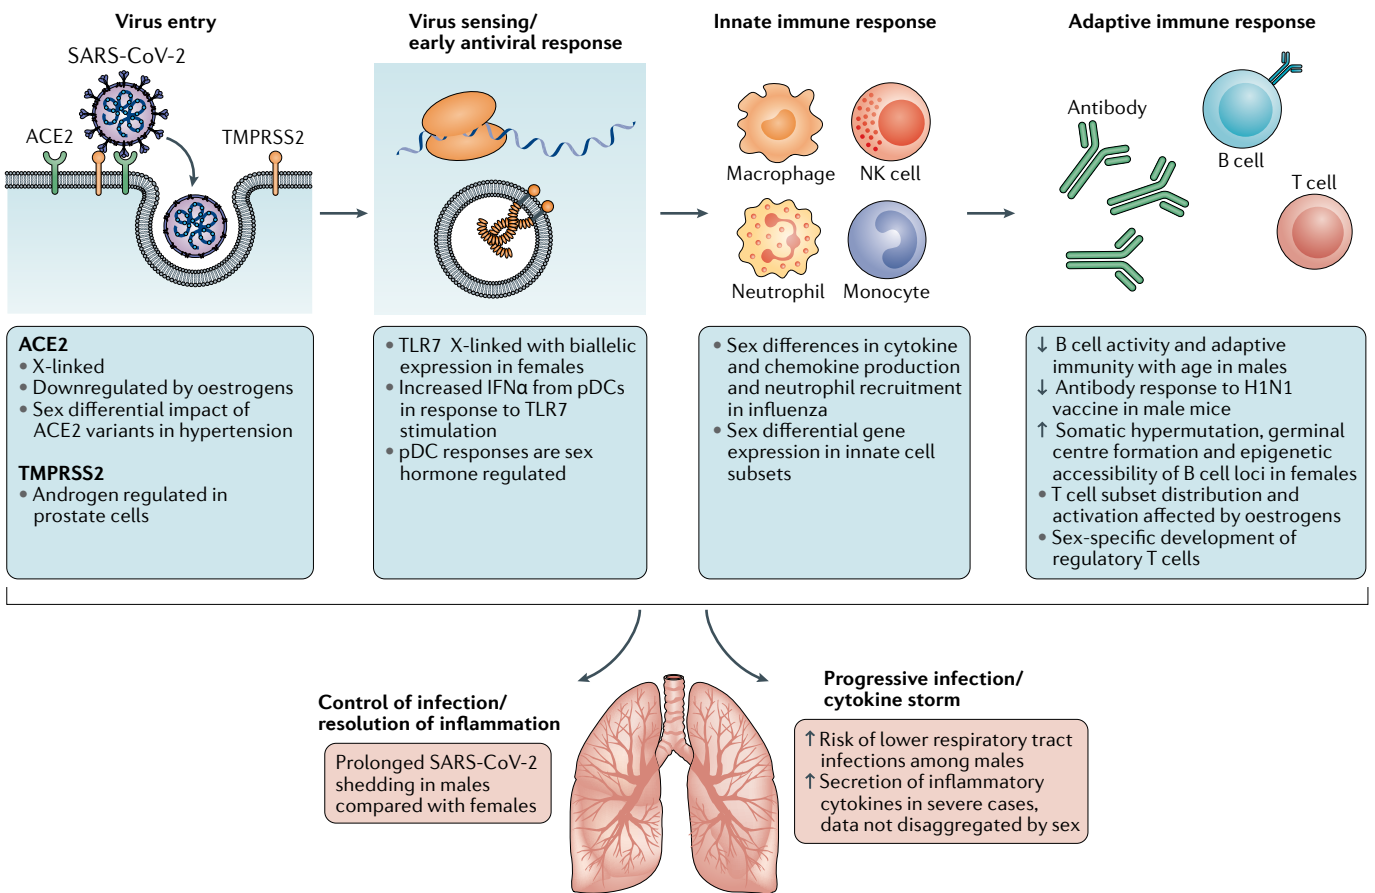 Virus entry
SARS-CoV-2
ACE2
TMPRSS2
Virus sensing/
early antiviral response
Innate immune response
Macrophage
NK cell
Neutrophil
Monocyte
Adaptive immune response
Antibody
B cell
T cell
ACE2
• X-linked
• Downregulated by oestrogens
• Sex differential impact of
ACE2 variants in hypertension
TMPRSS2
• Androgen regulated in
prostate cells
• TLR7 X-linked with biallelic
expression in females
• Increased IFNα from pDCs
in response to TLR7
stimulation
• pDC responses are sex
hormone regulated
• Sex differences in cytokine
and chemokine production
and neutrophil recruitment
in influenza
• Sex differential gene
expression in innate cell
subsets
↓ B cell activity and adaptive
immunity with age in males
↓ Antibody response to H1N1
vaccine in male mice
↑ Somatic hypermutation, germinal
centre formation and epigenetic
accessibility of B cell loci in females
• T cell subset distribution and
activation affected by oestrogens
• Sex-specific development of
regulatory T cells
Control of infection/
resolution of inflammation
Prolonged SARS-CoV-2
shedding in males
compared with females
Progressive infection/
cytokine storm
↑ Risk of lower respiratory tract
infections among males
↑ Secretion of inflammatory
cytokines in severe cases,
data not disaggregated by sex